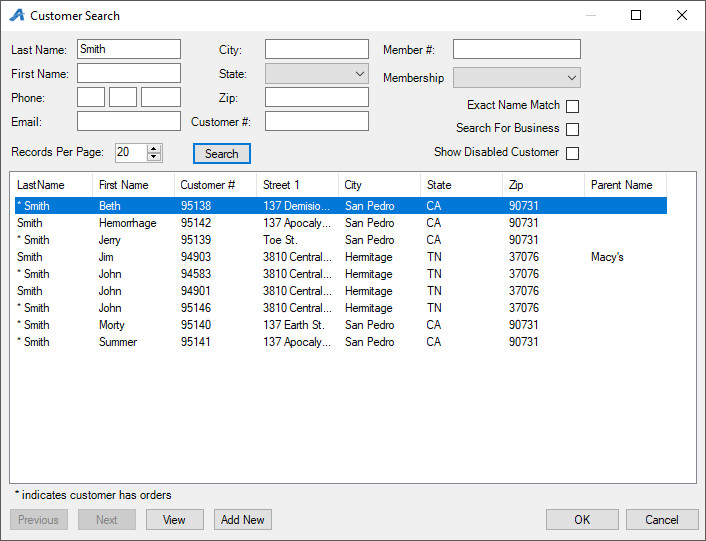 Customer Search
Last Name: Smith City: Member #:
First Name: State: Membership
Phone: Zip: Exact Name Match
Email: Customer #: Search For Business
Records Per Page: 20 Search Show Disabled Customer
LastName First Name Customer # Street 1 City State Zip Parent Name
* Smith Beth 95138 137 Demisio... San Pedro CA 90731
Smith Hemorrhage 95142 137 Apocaly... San Pedro CA 90731
* Smith Jerry 95139 Toe St. San Pedro CA 90731
Smith Jim 94903 3810 Central... Hermitage TN 37076 Macy's
* Smith John 94583 3810 Central... Hermitage TN 37076
Smith John 94901 3810 Central... Hermitage TN 37076
* Smith John 95146 3810 Central... Hermitage TN 37076
* Smith Morty 95140 137 Earth St. San Pedro CA 90731
* Smith Summer 95141 137 Apocaly... San Pedro CA 90731
* indicates customer has orders
Previous Next View Add New OK Cancel